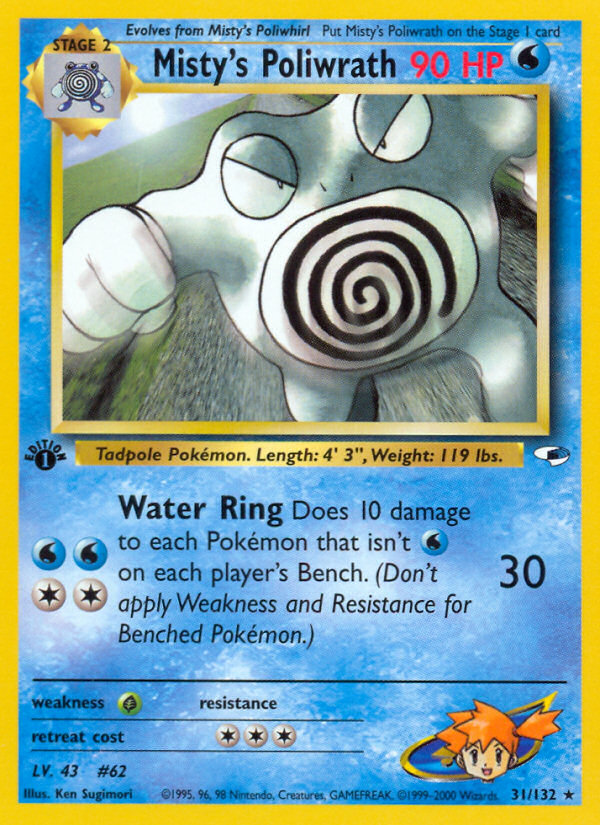 Evolves from Misty's Poliwhirl Put Misty's Poliwrath on the Stage 1 card
STAGE 2
Misty's Poliwrath 90 HP
EDITION
1
Tadpole Pokémon. Length: 4' 3", Weight: 119 lbs.
Water Ring Does 10 damage
to each Pokémon that isn't
on each player's Bench. (Don't
apply Weakness and Resistance for
Benched Pokémon.)
30
weakness resistance
retreat cost
LV. 43 #62
Illus. Ken Sugimori ©1995, 96, 98 Nintendo, Creatures, GAMEFREAK. ©1999-2000 Wizards. 31/132 ★